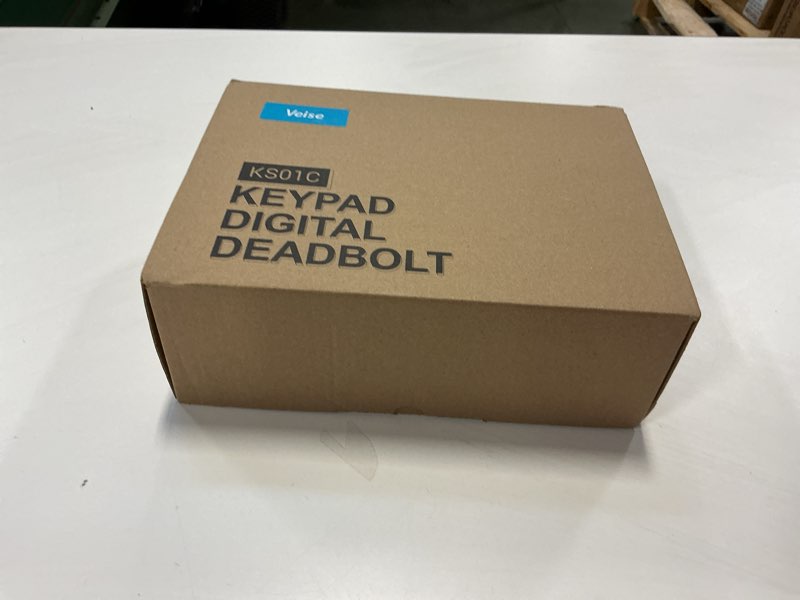 Veise
KS01C
KEYPAD
DIGITAL
DEADBOLT